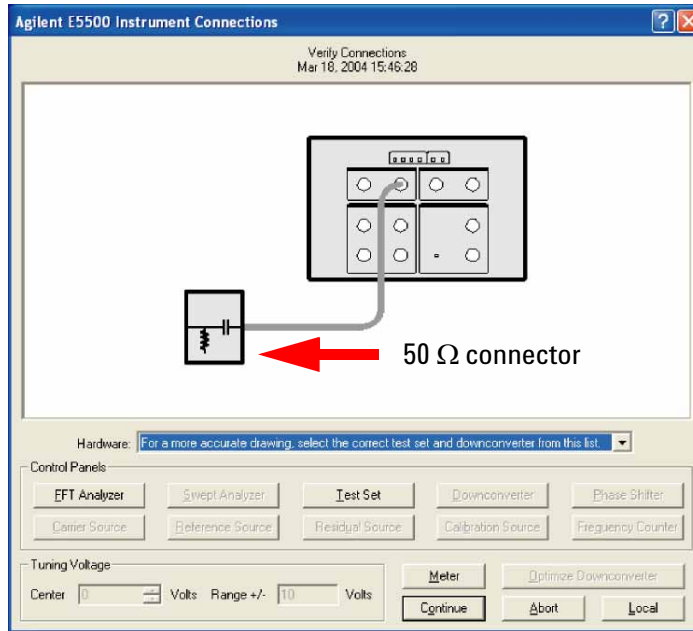 Agilent E5500 Instrument Connections
Verify Connections
Mar 18, 2004 15:46:28
50 Ω connector
Hardware: For a more accurate drawing, select the correct test set and downconverter from this list.
Control Panels
FFT Analyzer Swept Analyzer Test Set Downconverter Phase Shifter
Carrier Source Reference Source Residual Source Calibration Source Frequency Counter
Tuning Voltage
Center 0 Volts Range +/- 10 Volts
Meter Optimize Downconverter
Continue Abort Local